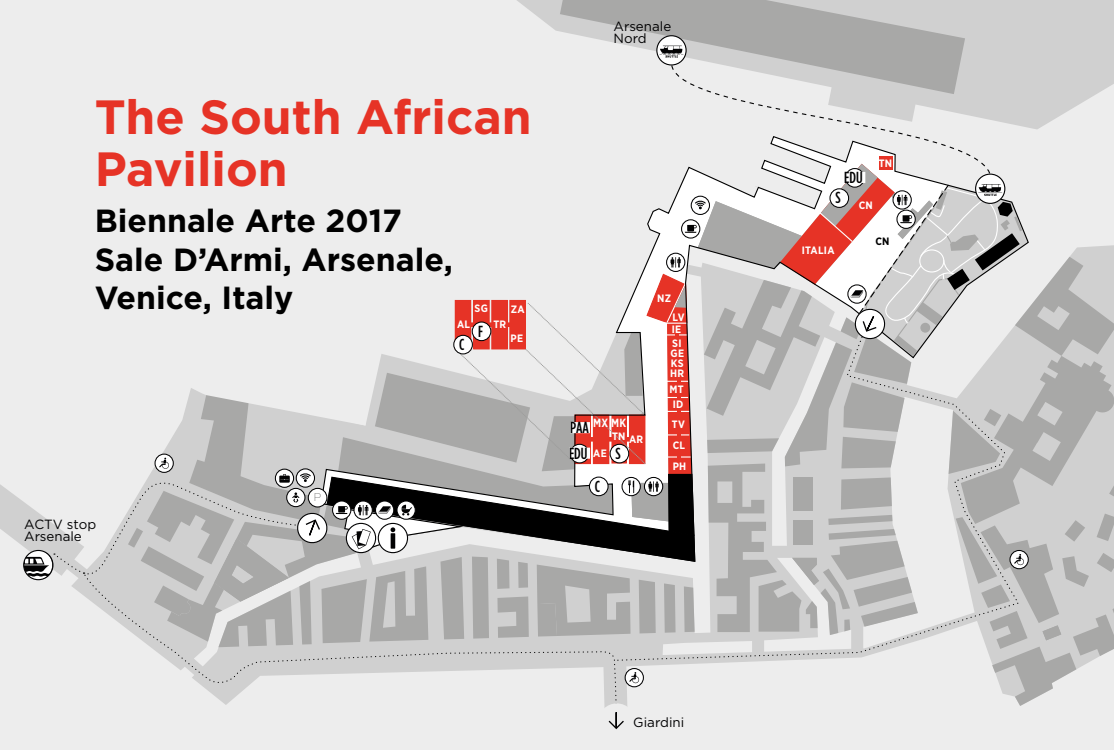 Arsenale
Nord
The South African
Pavilion
Biennale Arte 2017
Sale D'Armi, Arsenale,
Venice, Italy
TN
EDU
S
CN
CN
ITALIA
NZ
LV
IE
SI
GE
KS
HR
MT
ID
TV
CL
PH
SG
ZA
AL
F
TR
C
PE
PAA
MX
MK
TN
AR
EDU
AE
S
C
P
i
ACTV stop
Arsenale
Giardini